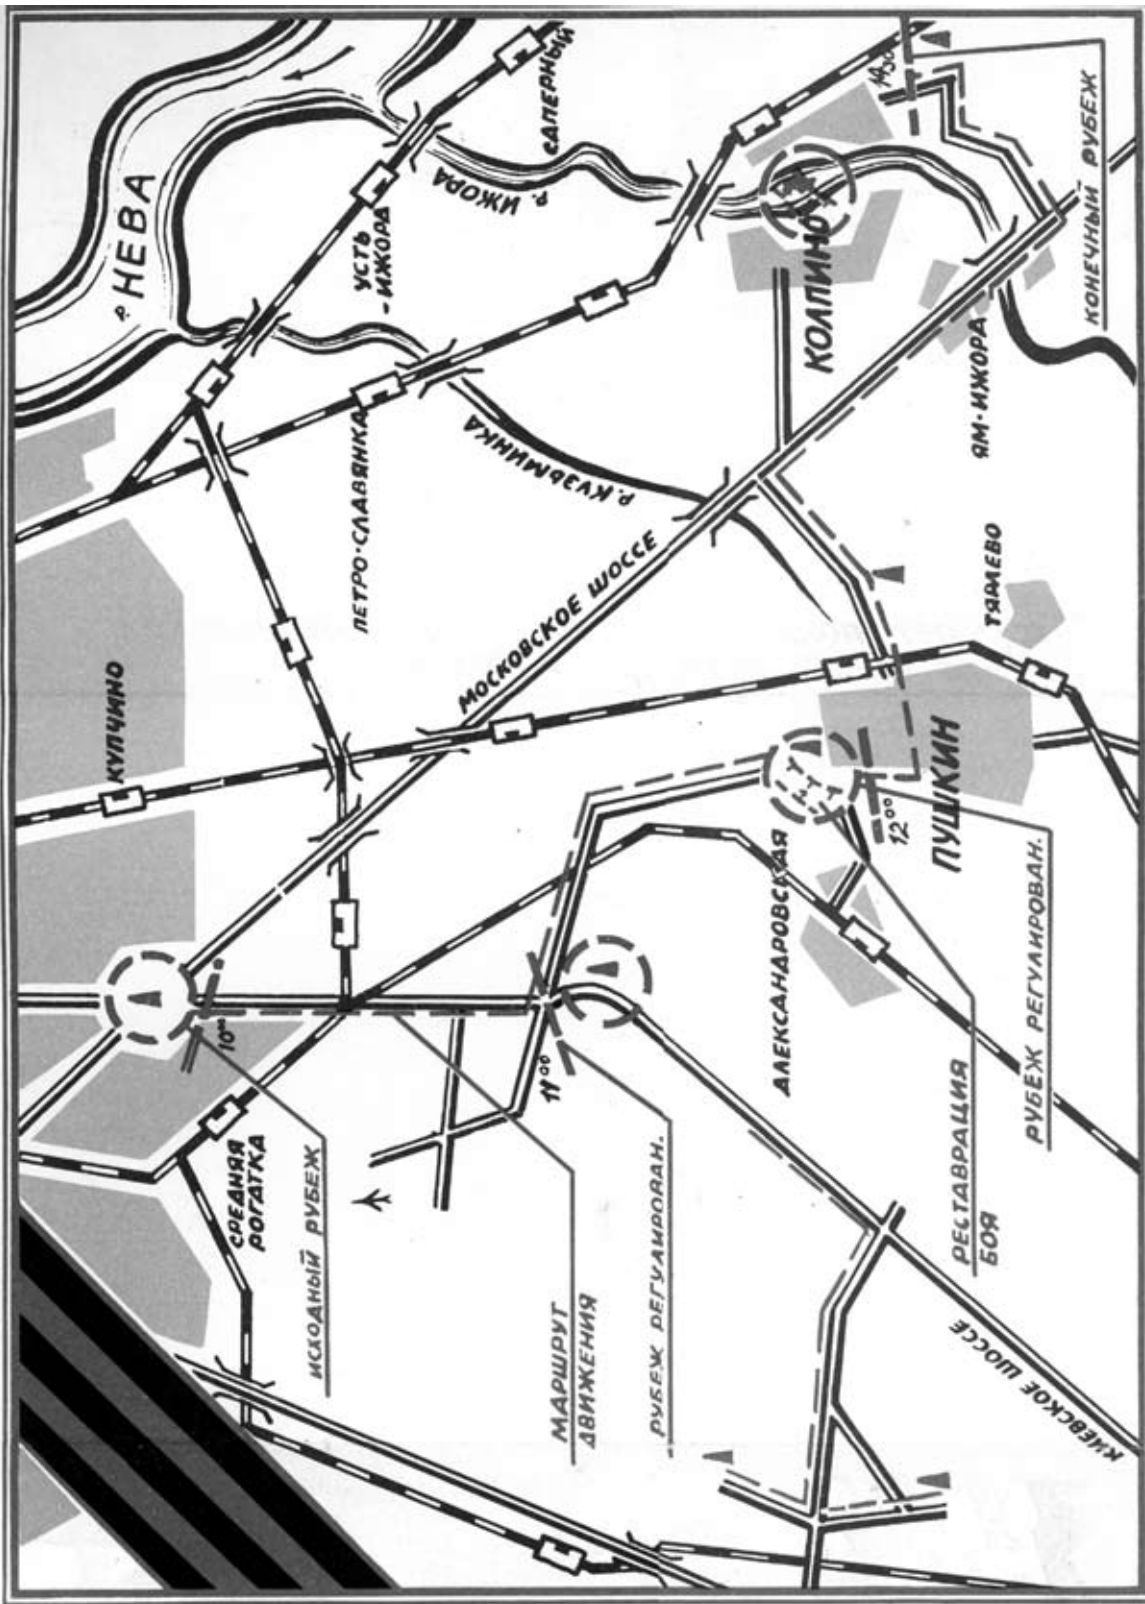 р. НЕВА
САПЕРНЫЙ
р. ИЖОРА
УСТЬ
-ИЖОРА
КОЛПИНО
14³⁰
КОНЕЧНЫЙ РУБЕЖ
ЯМ-ИЖОРА
ПЕТРО-СЛАВЯНКА
р. КУЗЬМИНКА
МОСКОВСКОЕ ШОССЕ
ТЯРЛЕВО
КУПЧИНО
ПУШКИН
12⁰⁰
АЛЕКСАНДРОВСКАЯ
РУБЕЖ РЕГУЛИРОВАН.
РЕСТАВРАЦИЯ
БОЯ
10⁰⁰
11⁰⁰
СРЕДНЯЯ
РОГАТКА
ИСХОДНЫЙ РУБЕЖ
МАРШРУТ
ДВИЖЕНИЯ
РУБЕЖ РЕГУЛИРОВАН.
КИЕВСКОЕ ШОССЕ